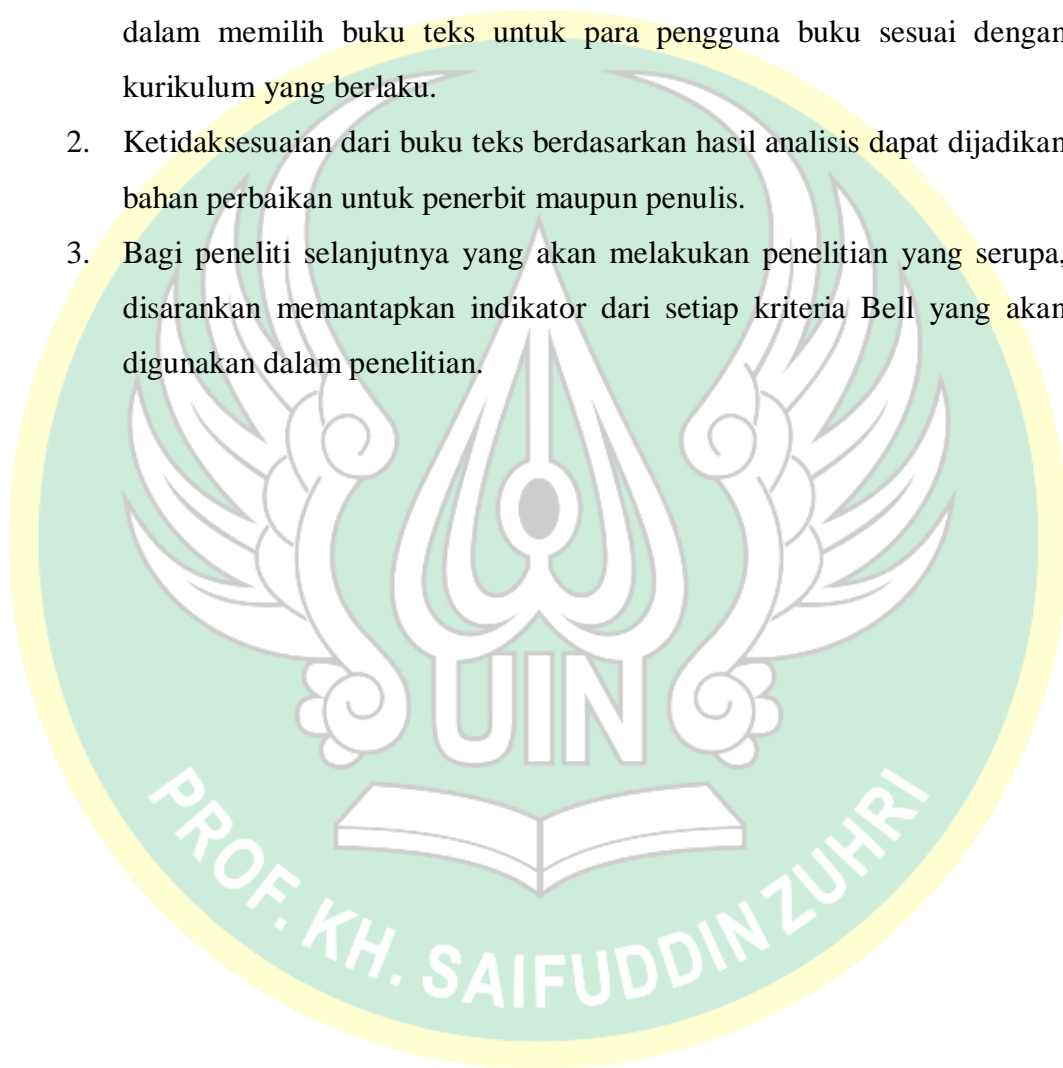 dalam memilih buku teks untuk para pengguna buku sesuai dengan
kurikulum yang berlaku.
2. Ketidaksesuaian dari buku teks berdasarkan hasil analisis dapat dijadikan
bahan perbaikan untuk penerbit maupun penulis.
3. Bagi peneliti selanjutnya yang akan melakukan penelitian yang serupa,
disarankan memantapkan indikator dari setiap kriteria Bell yang akan
digunakan dalam penelitian.
UIN
PROF. KH. SAIFUDDIN ZUHRI